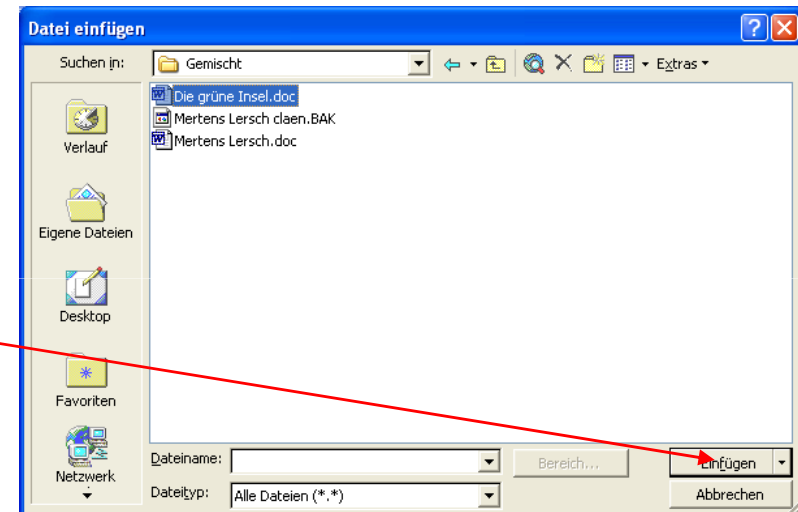 Datei einfügen
Suchen in: Gemischt Extras
Die grüne Insel.doc
Mertens Lersch claen.BAK
Mertens Lersch.doc
Verlauf
Eigene Dateien
Desktop
Favoriten
Netzwerk
Dateiname: Bereich... Einfügen
Dateityp: Alle Dateien (*.*) Abbrechen